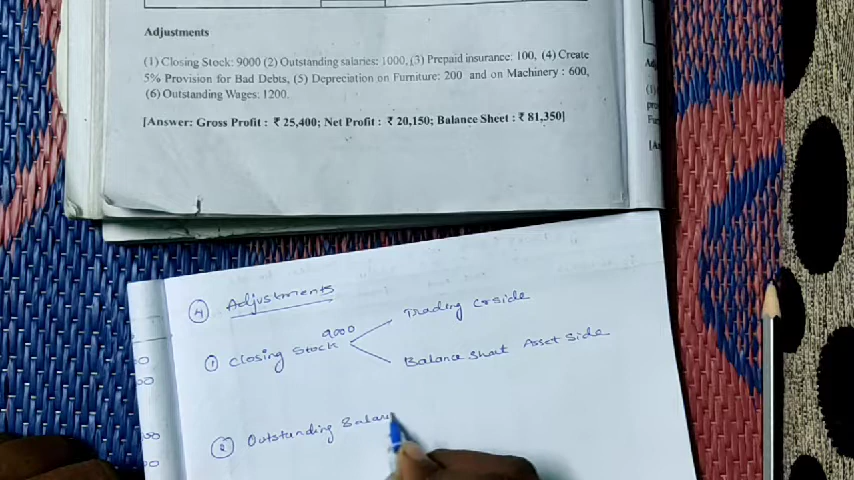 Adjustments
(1) Closing Stock: 9000 (2) Outstanding salaries: 1000, (3) Prepaid insurance: 100, (4) Create
5% Provision for Bad Debts, (5) Depreciation on Furniture: 200 and on Machinery : 600,
(6) Outstanding Wages: 1200.
[Answer: Gross Profit : ₹ 25,400; Net Profit : ₹ 20,150; Balance Sheet : ₹ 81,350]
Adjustments
① Closing Stock 9000
Trading Cr side
Balance sheet Asset Side
② Outstanding